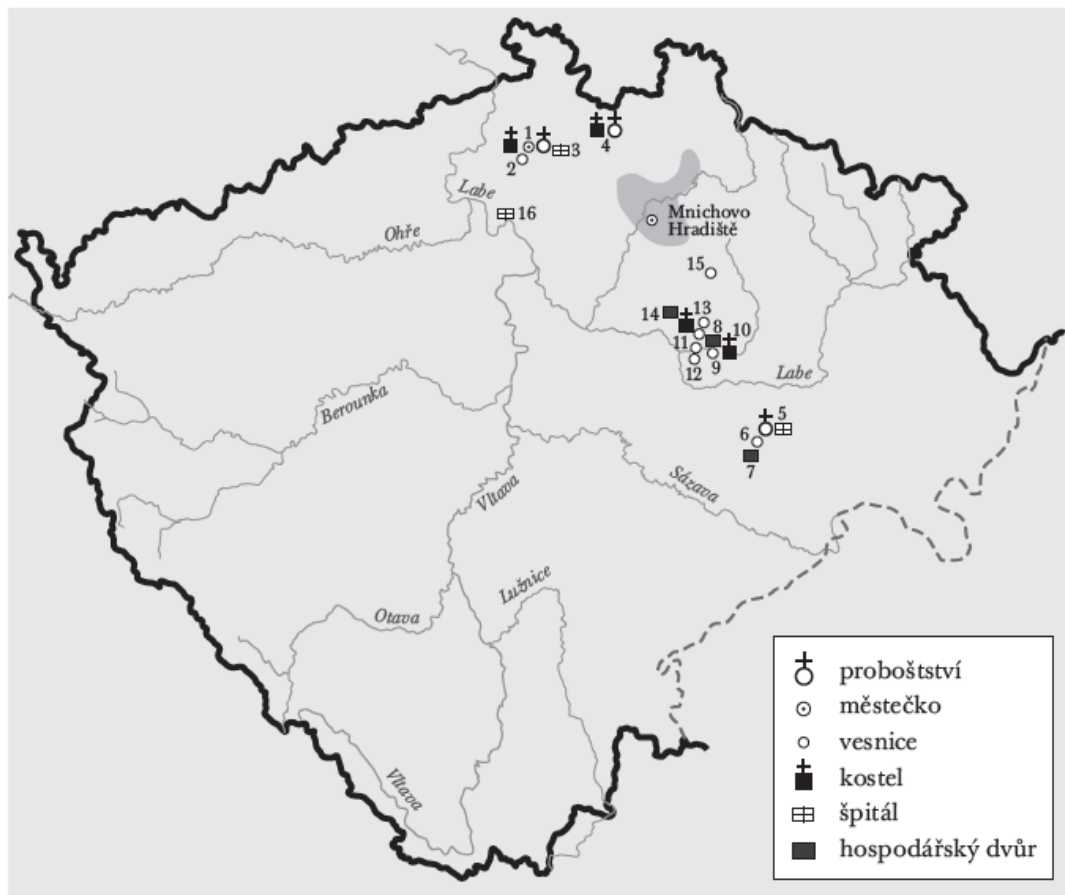 1
4
3
2
Labe
16
Mnichovo
Hradiště
Ohře
15
14
13
8
10
11
9
12
Labe
Berounka
5
6
7
Sázava
Vltava
Lužnice
Otava
Vltava
proboštství
městečko
vesnice
kostel
špitál
hospodářský dvůr